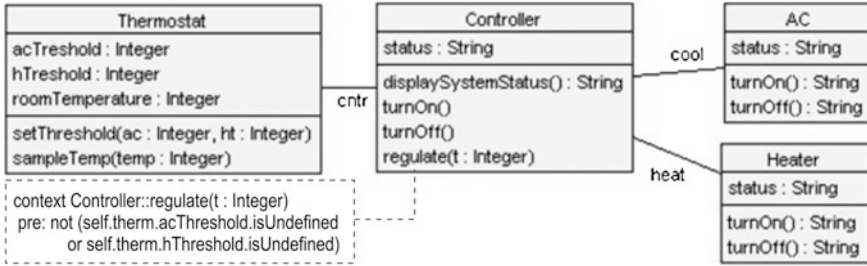 Thermostat
acTreshold : Integer
hTreshold : Integer
roomTemperature : Integer
setThreshold(ac : Integer, ht : Integer)
sampleTemp(temp : Integer)
cntr
Controller
status : String
displaySystemStatus() : String
turnOn()
turnOff()
regulate(t : Integer)
cool
heat
AC
status : String
turnOn() : String
turnOff() : String
Heater
status : String
turnOn() : String
turnOff() : String
context Controller::regulate(t : Integer)
pre: not (self.therm.acThreshold.isUndefined
or self.therm.hThreshold.isUndefined)